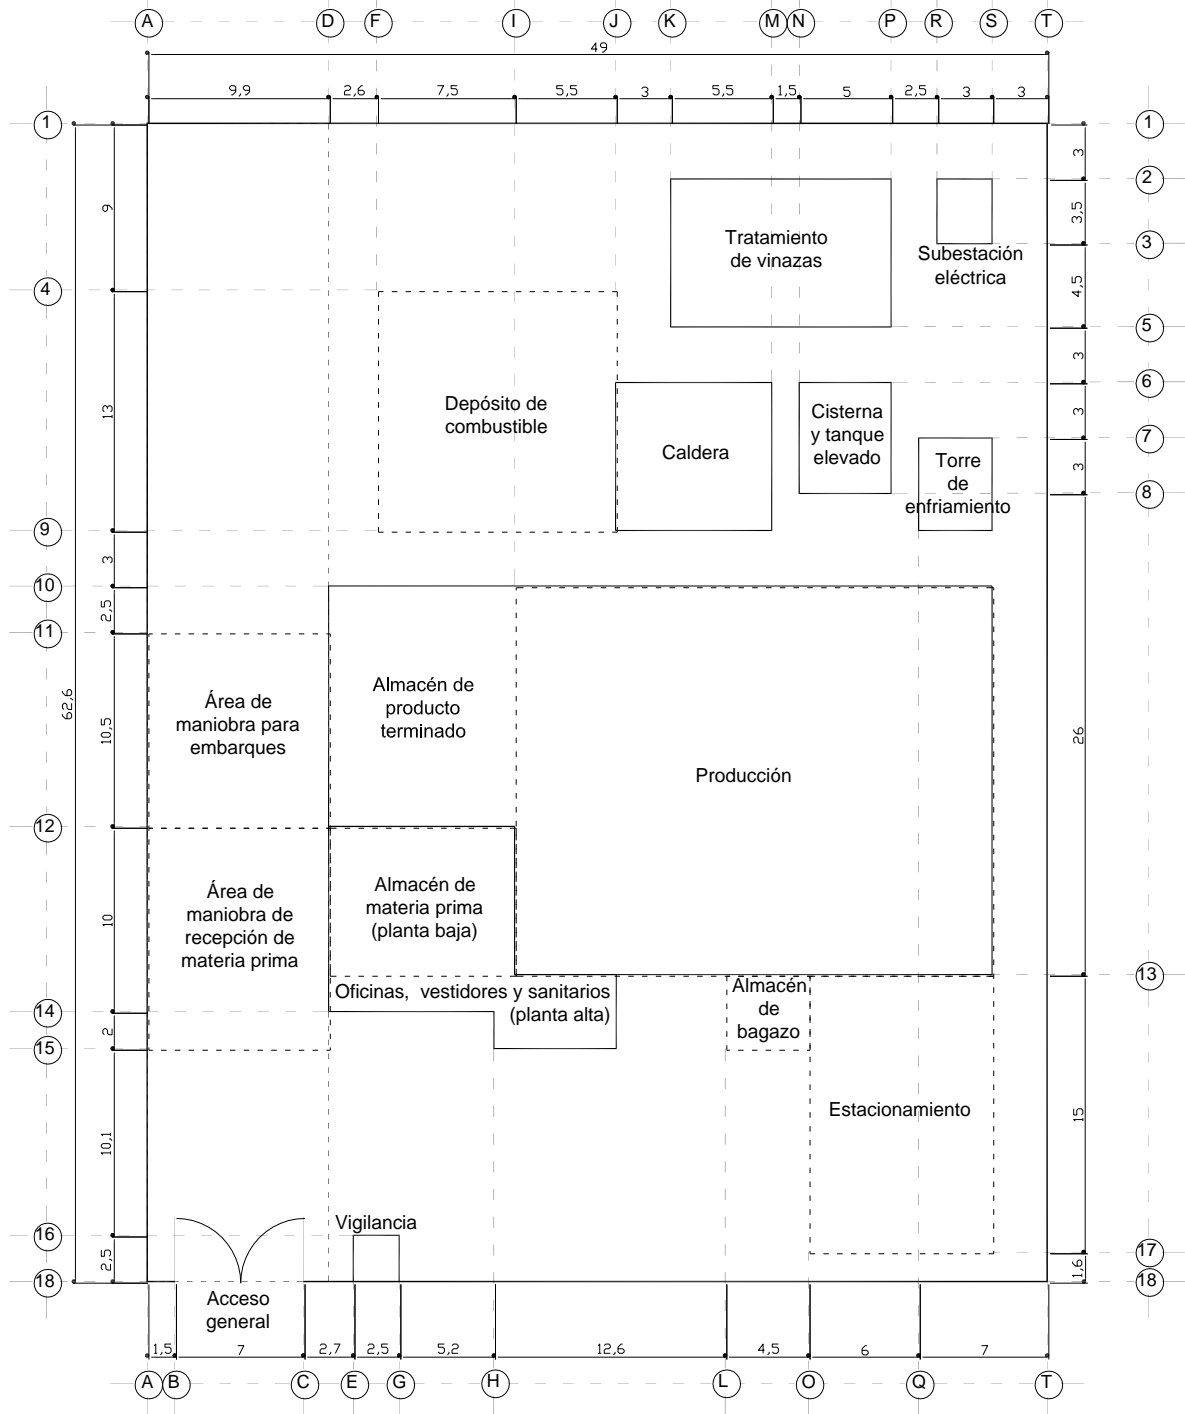 A D F I J K M N P R S T
49
9,9 2,6 7,5 5,5 3 5,5 1,5 5 2,5 3 3
1 1
3
2
9
3,5
Tratamiento
de vinazas
3
Subestación
eléctrica
4
4,5
5
3
6
13
Depósito de
combustible
Caldera
Cisterna
y tanque
elevado
3
7
Torre
de
enfriamiento
3
8
9
3
10
2,5
11
62,6
10,5
Área de
maniobra para
embarques
Almacén de
producto
terminado
Producción
26
12
10
Área de
maniobra de
recepción de
materia prima
Almacén de
materia prima
(planta baja)
13
Oficinas, vestidores y sanitarios
(planta alta)
Almacén
de
bagazo
14
2
15
10,1
Estacionamiento
15
16
Vigilancia
2,5
17
1,6
18 18
Acceso
general
1,5 7 2,7 2,5 5,2 12,6 4,5 6 7
A B C E G H L O Q T